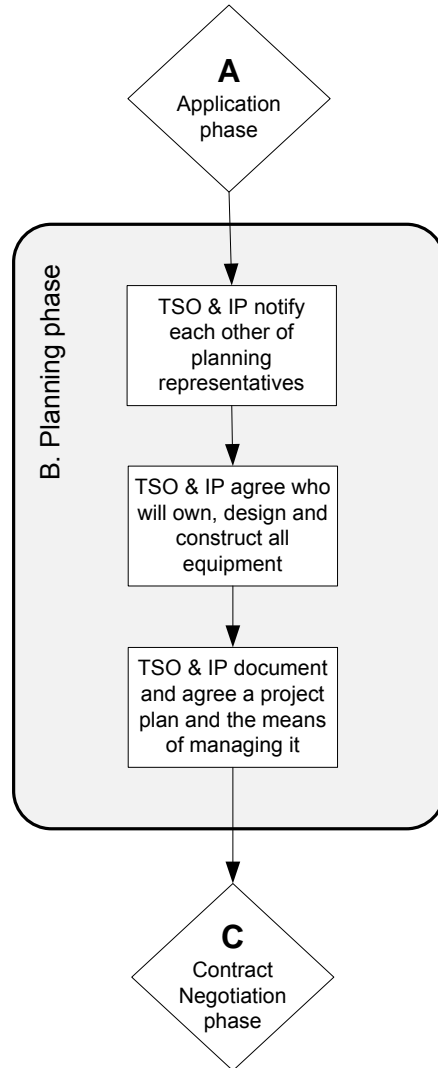 A
Application
phase
B. Planning phase
TSO & IP notify
each other of
planning
representatives
TSO & IP agree who
will own, design and
construct all
equipment
TSO & IP document
and agree a project
plan and the means
of managing it
C
Contract
Negotiation
phase